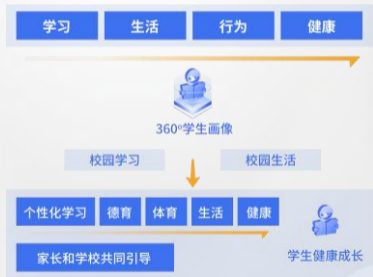 学习 生活 行为 健康
360°学生画像
校园学习 校园生活
个性化学习 德育 体育 生活 健康
家长和学校共同引导 学生健康成长